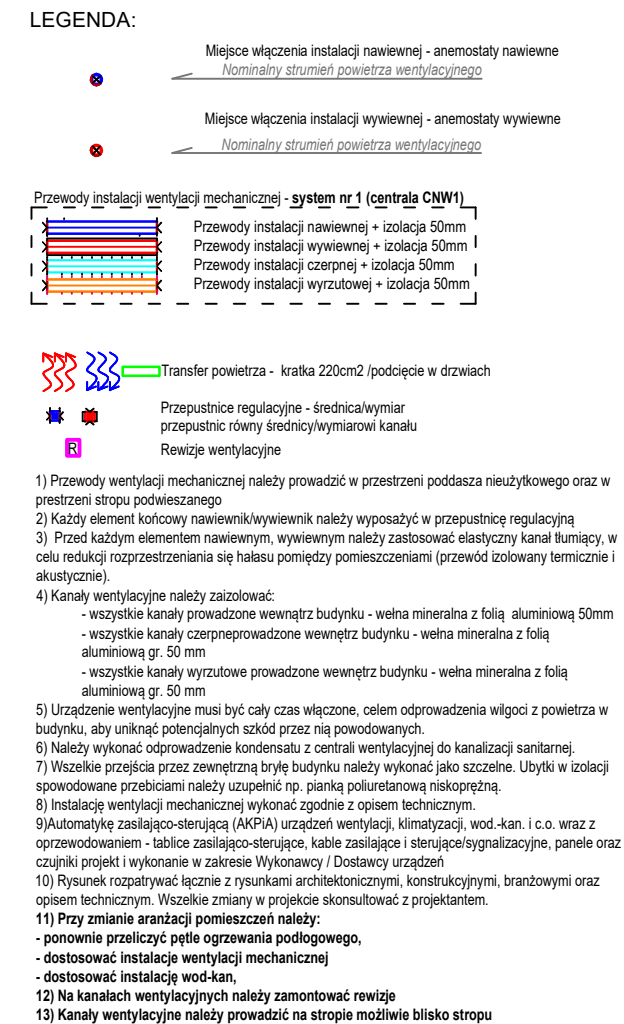 LEGENDA:
Miejsce włączenia instalacji nawiewnej - anemostaty nawiewne
Nominalny strumień powietrza wentylacyjnego
Miejsce włączenia instalacji wywiewnej - anemostaty wywiewne
Nominalny strumień powietrza wentylacyjnego
Przewody instalacji wentylacji mechanicznej - system nr 1 (centrala CNW1)
Przewody instalacji nawiewnej + izolacja 50mm
Przewody instalacji wywiewnej + izolacja 50mm
Przewody instalacji czerpnej + izolacja 50mm
Przewody instalacji wyrzutowej + izolacja 50mm
Transfer powietrza - kratka 220cm2 /podcięcie w drzwiach
Przepustnice regulacyjne - średnica/wymiar
przepustnic równy średnicy/wymiarowi kanału
R Rewizje wentylacyjne
1) Przewody wentylacji mechanicznej należy prowadzić w przestrzeni poddasza nieużytkowego oraz w
prestrzeni stropu podwieszanego
2) Każdy element końcowy nawiewnik/wywiewnik należy wyposażyć w przepustnicę regulacyjną
3) Przed każdym elementem nawiewnym, wywiewnym należy zastosować elastyczny kanał tłumiący, w
celu redukcji rozprzestrzeniania się hałasu pomiędzy pomieszczeniami (przewód izolowany termicznie i
akustycznie).
4) Kanały wentylacyjne należy zaizolować:
- wszystkie kanały prowadzone wewnątrz budynku - wełna mineralna z folią aluminiową 50mm
- wszystkie kanały czerpneprowadzone wewnętrz budynku - wełna mineralna z folią
aluminiową gr. 50 mm
- wszystkie kanały wyrzutowe prowadzone wewnętrz budynku - wełna mineralna z folią
aluminiową gr. 50 mm
5) Urządzenie wentylacyjne musi być cały czas włączone, celem odprowadzenia wilgoci z powietrza w
budynku, aby uniknąć potencjalnych szkód przez nią powodowanych.
6) Należy wykonać odprowadzenie kondensatu z centrali wentylacyjnej do kanalizacji sanitarnej.
7) Wszelkie przejścia przez zewnętrzną bryłę budynku należy wykonać jako szczelne. Ubytki w izolacji
spowodowane przebiciami należy uzupełnić np. pianką poliuretanową niskoprężną.
8) Instalację wentylacji mechanicznej wykonać zgodnie z opisem technicznym.
9)Automatykę zasilająco-sterującą (AKPiA) urządzeń wentylacji, klimatyzacji, wod.-kan. i c.o. wraz z
oprzewodowaniem - tablice zasilająco-sterujące, kable zasilające i sterujące/sygnalizacyjne, panele oraz
czujniki projekt i wykonanie w zakresie Wykonawcy / Dostawcy urządzeń
10) Rysunek rozpatrywać łącznie z rysunkami architektonicznymi, konstrukcyjnymi, branżowymi oraz
opisem technicznym. Wszelkie zmiany w projekcie skonsultować z projektantem.
11) Przy zmianie aranżacji pomieszczeń należy:
- ponownie przeliczyć pętle ogrzewania podłogowego,
- dostosować instalacje wentylacji mechanicznej
- dostosować instalację wod-kan,
12) Na kanałach wentylacyjnych należy zamontować rewizje
13) Kanały wentylacyjne należy prowadzić na stropie możliwie blisko stropu